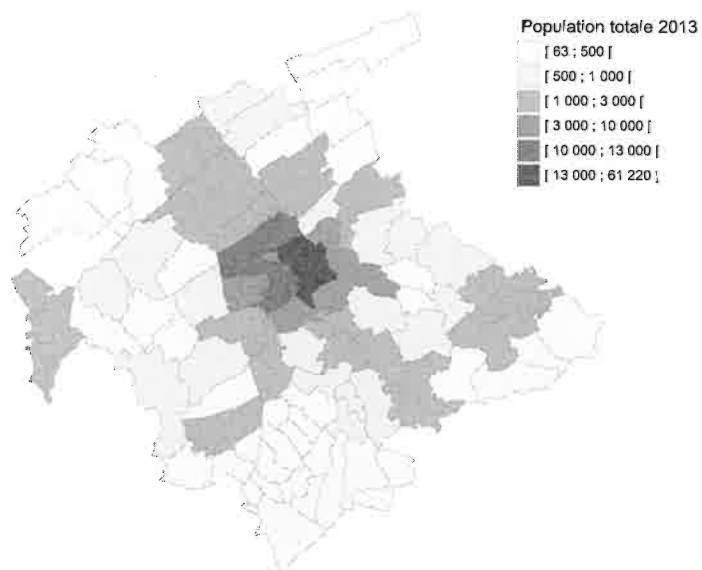 Population totale 2013
[ 63 ; 500 [
[ 500 ; 1 000 [
[ 1 000 ; 3 000 [
[ 3 000 ; 10 000 [
[ 10 000 ; 13 000 [
[ 13 000 ; 61 220 ]